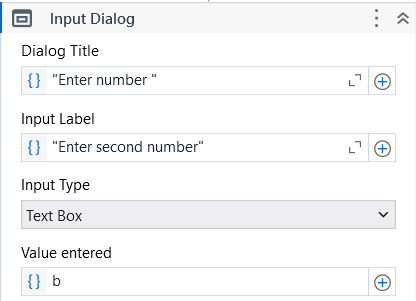 Input Dialog
Dialog Title
{} "Enter number "
Input Label
{} "Enter second number"
Input Type
Text Box
Value entered
{} b